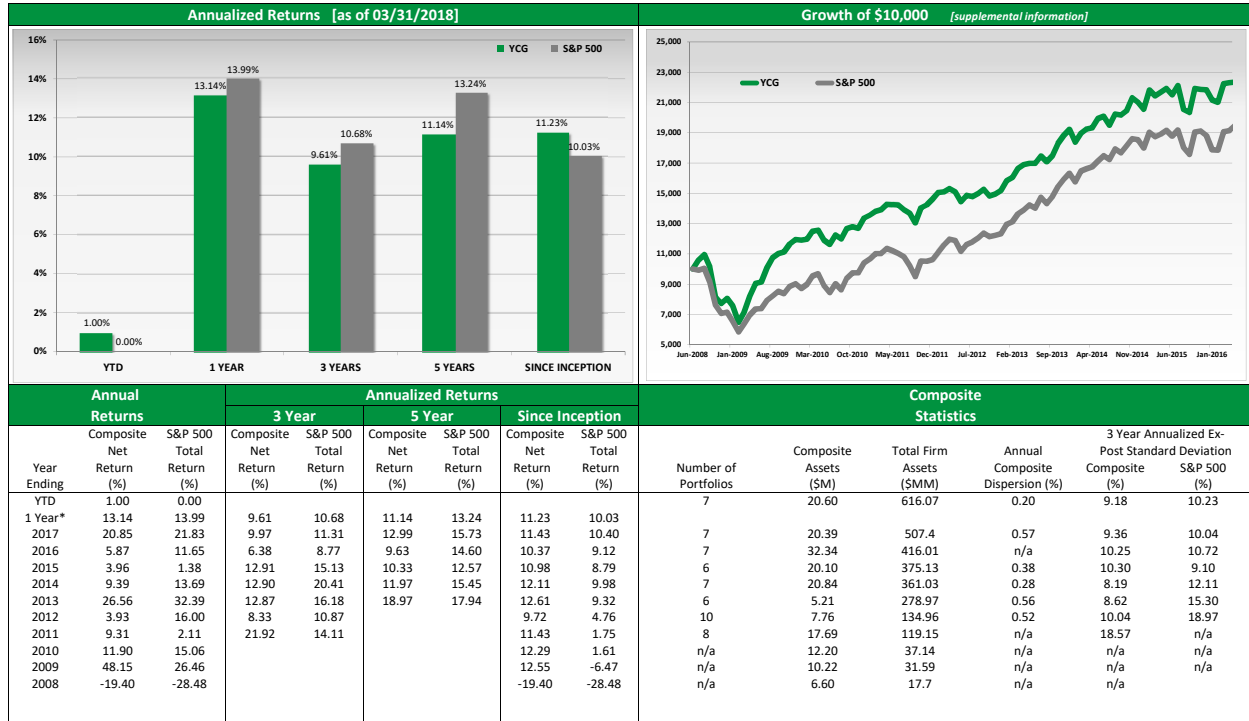 Annualized Returns [as of 03/31/2018]
16%
14%
12%
10%
8%
6%
4%
2%
0%
YCG S&P 500
1.00%
0.00%
13.14%
13.99%
9.61%
10.68%
11.14%
13.24%
11.23%
10.03%
YTD 1 YEAR 3 YEARS 5 YEARS SINCE INCEPTION
Growth of $10,000 [supplemental information]
25,000
23,000
21,000
19,000
17,000
15,000
13,000
11,000
9,000
7,000
5,000
YCG S&P 500
Jun-2008 Jan-2009 Aug-2009 Mar-2010 Oct-2010 May-2011 Dec-2011 Jul-2012 Feb-2013 Sep-2013 Apr-2014 Nov-2014 Jun-2015 Jan-2016
Annual Annualized Returns Composite
Returns 3 Year 5 Year Since Inception Statistics
Composite S&P 500 Composite S&P 500 Composite S&P 500 Composite S&P 500 3 Year Annualized Ex-
Net Total Net Total Net Total Net Total Composite Total Firm Annual Post Standard Deviation
Year Return Return Return Return Return Return Return Return Number of Assets Assets Composite Composite S&P 500
Ending (%) (%) (%) (%) (%) (%) (%) (%) Portfolios ($M) ($MM) Dispersion (%) (%) (%)
YTD 1.00 0.00 7 20.60 616.07 0.20 9.18 10.23
1 Year* 13.14 13.99 9.61 10.68 11.14 13.24 11.23 10.03
2017 20.85 21.83 9.97 11.31 12.99 15.73 11.43 10.40 7 20.39 507.4 0.57 9.36 10.04
2016 5.87 11.65 6.38 8.77 9.63 14.60 10.37 9.12 7 32.34 416.01 n/a 10.25 10.72
2015 3.96 1.38 12.91 15.13 10.33 12.57 10.98 8.79 6 20.10 375.13 0.38 10.30 9.10
2014 9.39 13.69 12.90 20.41 11.97 15.45 12.11 9.98 7 20.84 361.03 0.28 8.19 12.11
2013 26.56 32.39 12.87 16.18 18.97 17.94 12.61 9.32 6 5.21 278.97 0.56 8.62 15.30
2012 3.93 16.00 8.33 10.87 9.72 4.76 10 7.76 134.96 0.52 10.04 18.97
2011 9.31 2.11 21.92 14.11 11.43 1.75 8 17.69 119.15 n/a 18.57 n/a
2010 11.90 15.06 12.29 1.61 n/a 12.20 37.14 n/a n/a n/a
2009 48.15 26.46 12.55 -6.47 n/a 10.22 31.59 n/a n/a n/a
2008 -19.40 -28.48 -19.40 -28.48 n/a 6.60 17.7 n/a n/a